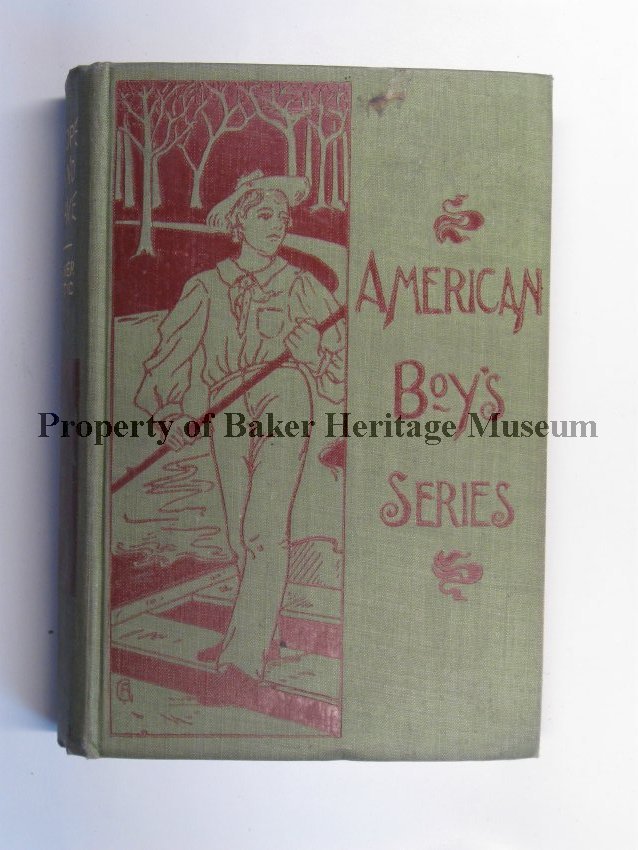 AMERICAN
BOY'S
Property of Baker Heritage Museum
SERIES